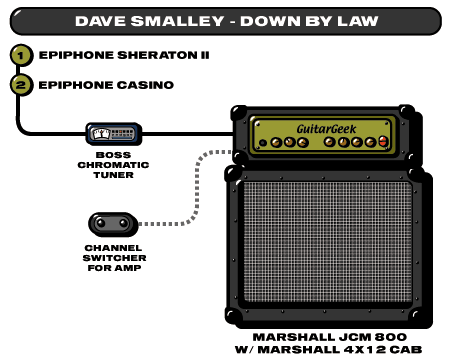 DAVE SMALLEY - DOWN BY LAW
1 EPIPHONE SHERATON II
2 EPIPHONE CASINO
BOSS
CHROMATIC
TUNER
GuitarGeek
CHANNEL
SWITCHER
FOR AMP
MARSHALL JCM 800
W/ MARSHALL 4X12 CAB